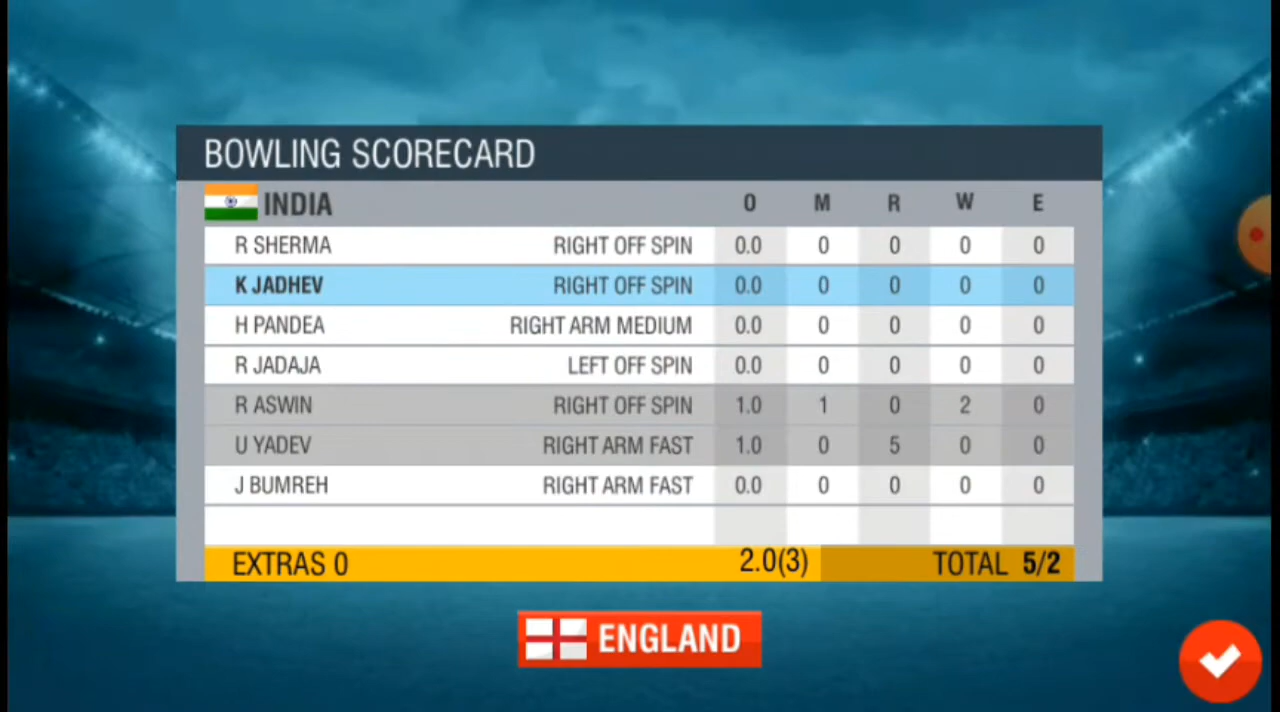 BOWLING SCORECARD
INDIA O M R W E
R SHERMA RIGHT OFF SPIN 0.0 0 0 0 0
K JADHEV RIGHT OFF SPIN 0.0 0 0 0 0
H PANDEA RIGHT ARM MEDIUM 0.0 0 0 0 0
R JADAJA LEFT OFF SPIN 0.0 0 0 0 0
R ASWIN RIGHT OFF SPIN 1.0 1 0 2 0
U YADEV RIGHT ARM FAST 1.0 0 5 0 0
J BUMREH RIGHT ARM FAST 0.0 0 0 0 0
EXTRAS 0 2.0(3) TOTAL 5/2
ENGLAND